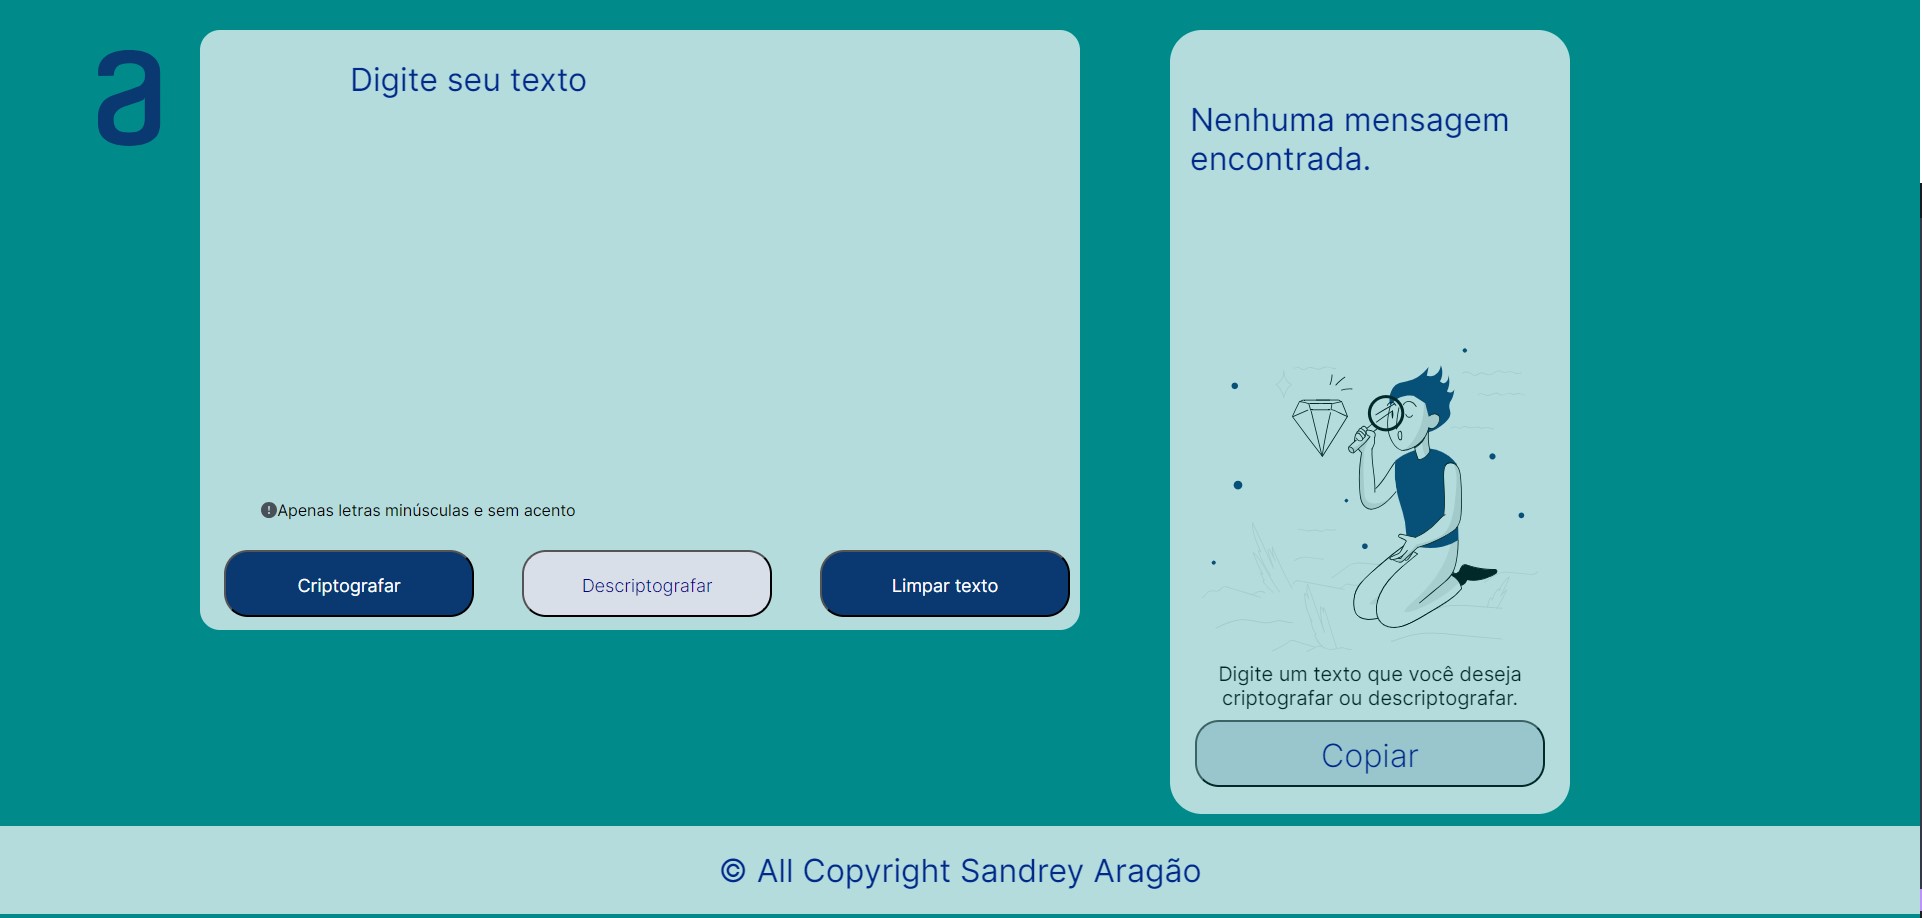 a
Digite seu texto
Apenas letras minúsculas e sem acento
Criptografar
Descriptografar
Limpar texto
Nenhuma mensagem
encontrada.
Digite um texto que você deseja
criptografar ou descriptografar.
Copiar
© All Copyright Sandrey Aragão